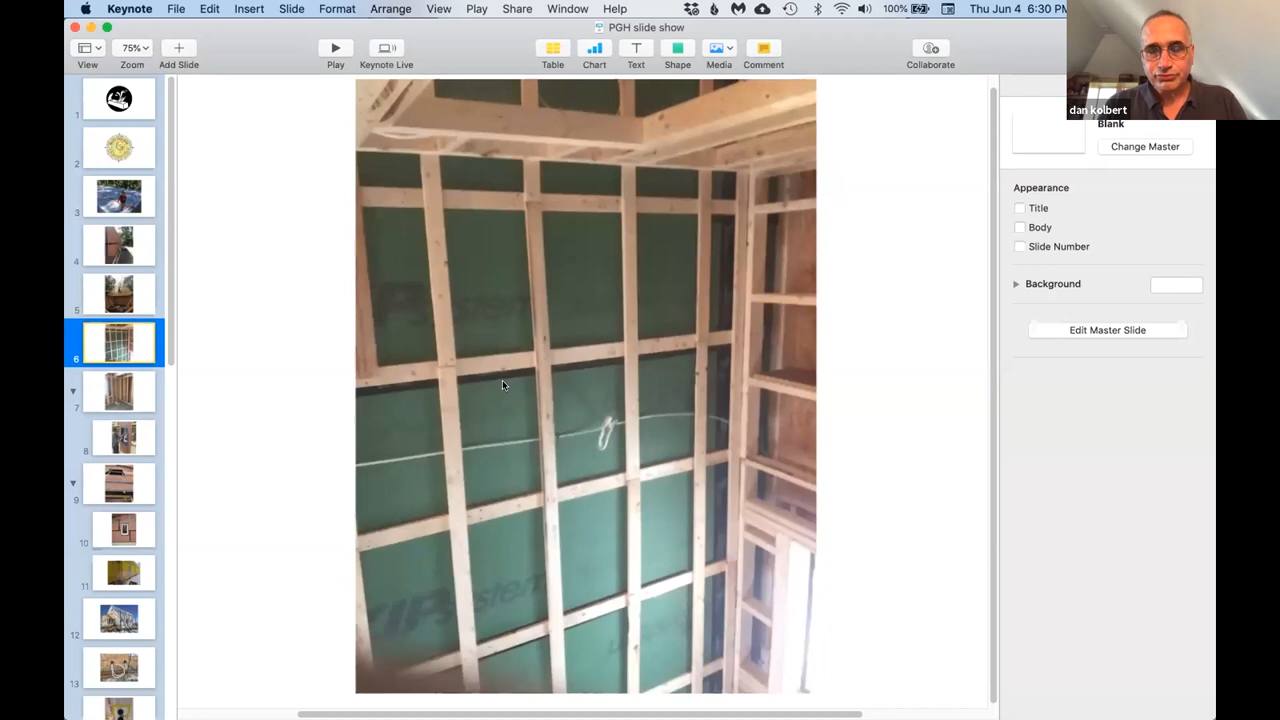 Keynote File Edit Insert Slide Format Arrange View Play Share Window Help 100% Thu Jun 4 6:30 PM
PGH slide show
75%
View Zoom Add Slide Play Keynote Live Table Chart Text Shape Media Comment Collaborate
dan kolbert
Blank
Change Master
Appearance
Title
Body
Slide Number
Background
Edit Master Slide
1
2
3
4
5
6
7
8
9
10
11
12
13
ZIPSystem